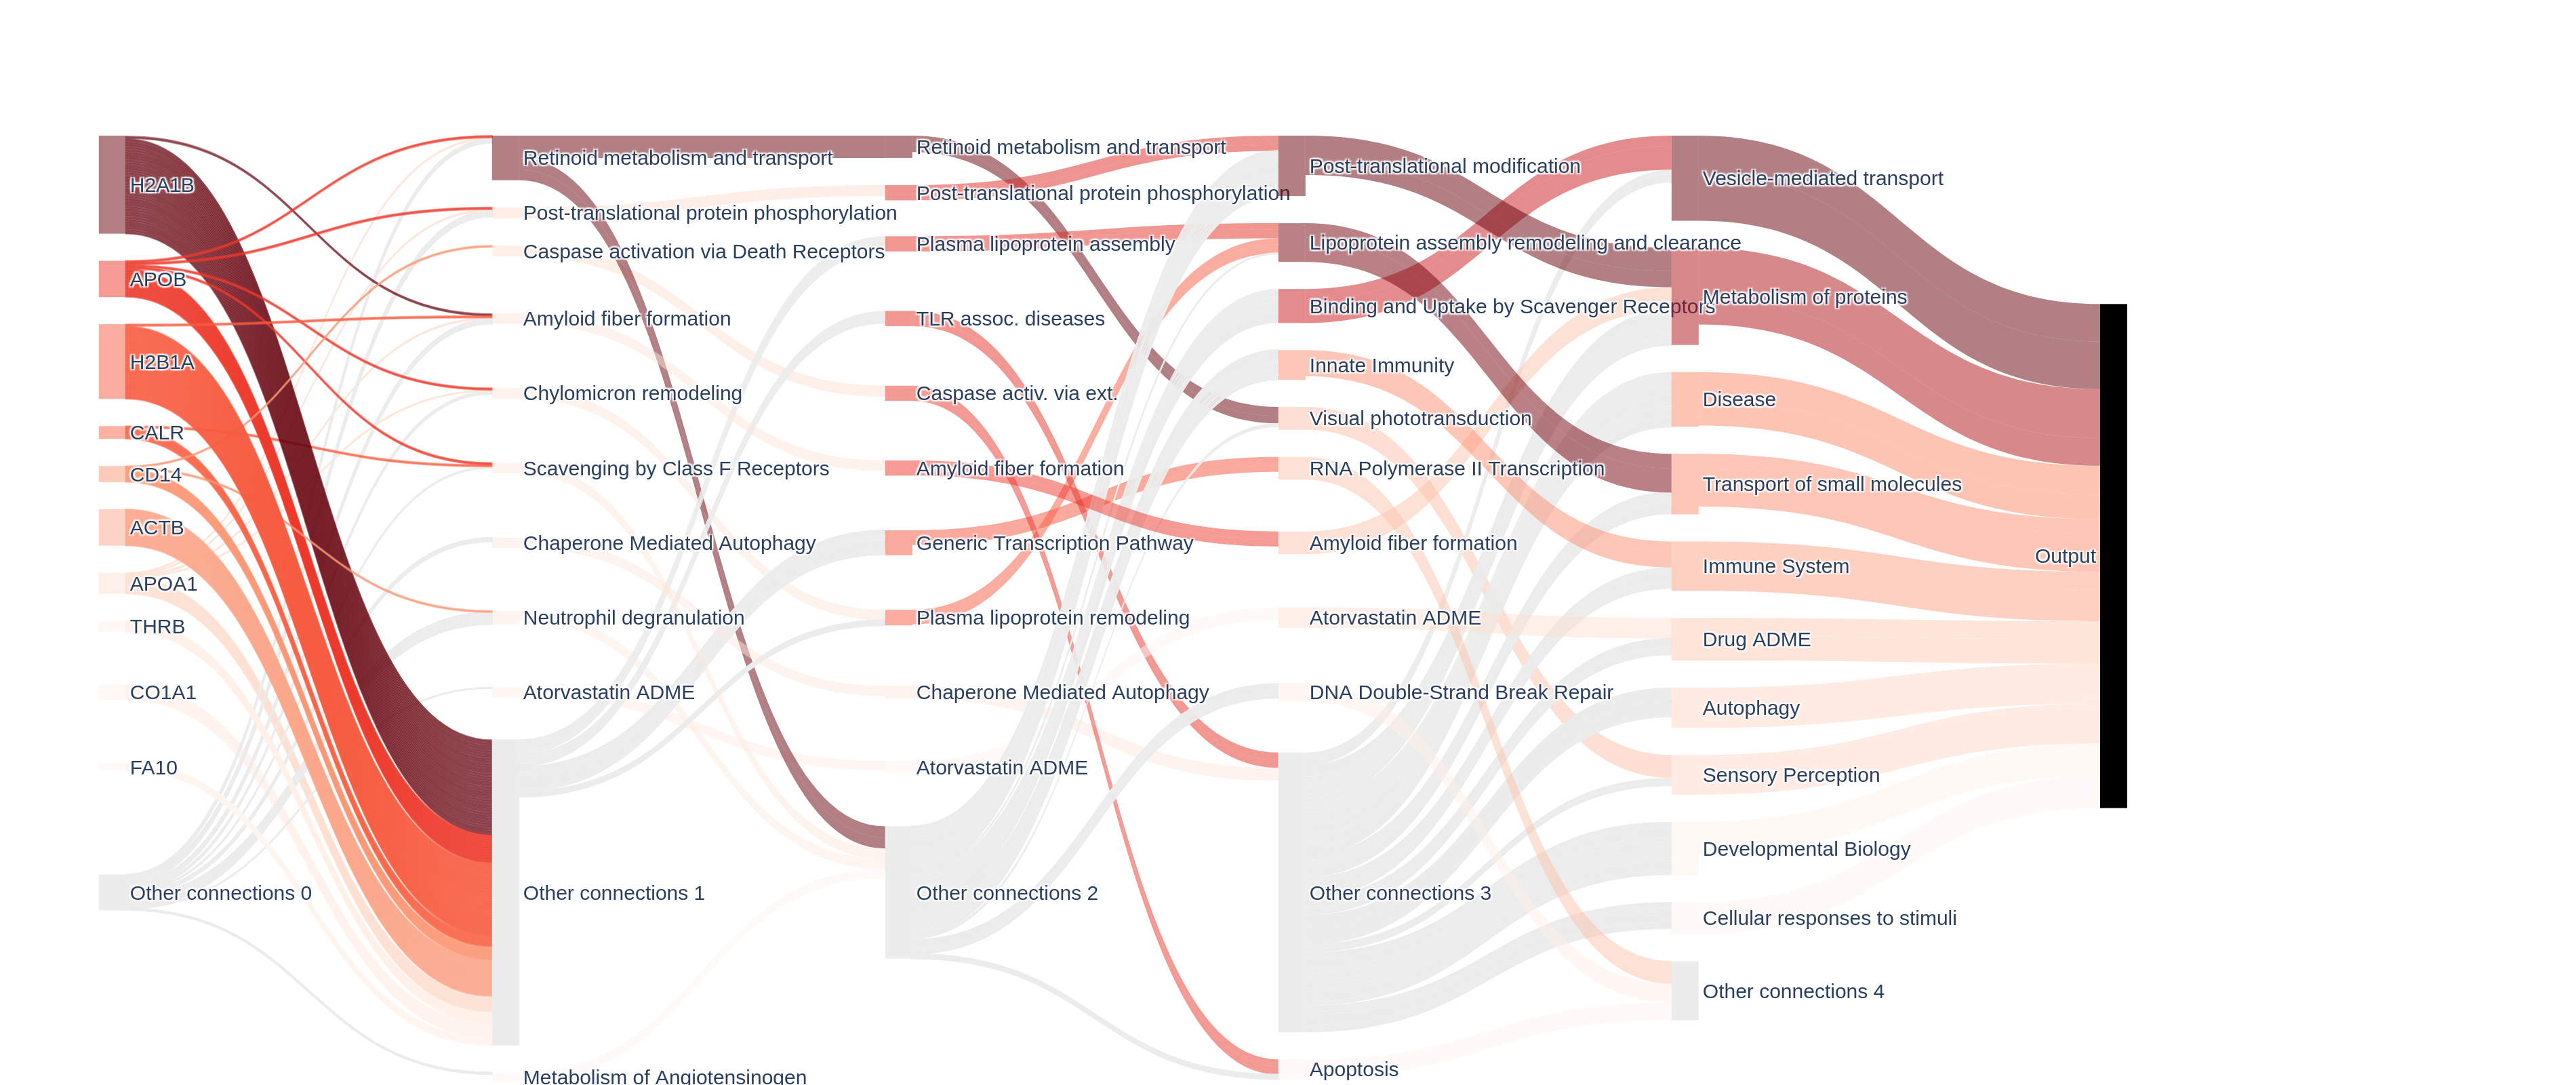 H2A1B
APOB
H2B1A
CALR
CD14
ACTB
APOA1
THRB
CO1A1
FA10
Other connections 0
Retinoid metabolism and transport
Post-translational protein phosphorylation
Caspase activation via Death Receptors
Amyloid fiber formation
Chylomicron remodeling
Scavenging by Class F Receptors
Chaperone Mediated Autophagy
Neutrophil degranulation
Atorvastatin ADME
Other connections 1
Metabolism of Angiotensinogen
Retinoid metabolism and transport
Post-translational protein phosphorylation
Plasma lipoprotein assembly
TLR assoc. diseases
Caspase activ. via ext.
Amyloid fiber formation
Generic Transcription Pathway
Plasma lipoprotein remodeling
Chaperone Mediated Autophagy
Atorvastatin ADME
Other connections 2
Post-translational modification
Lipoprotein assembly remodeling and clearance
Binding and Uptake by Scavenger Receptors
Innate Immunity
Visual phototransduction
RNA Polymerase II Transcription
Amyloid fiber formation
Atorvastatin ADME
DNA Double-Strand Break Repair
Other connections 3
Apoptosis
Vesicle-mediated transport
Metabolism of proteins
Disease
Transport of small molecules
Immune System
Drug ADME
Autophagy
Sensory Perception
Developmental Biology
Cellular responses to stimuli
Other connections 4
Output